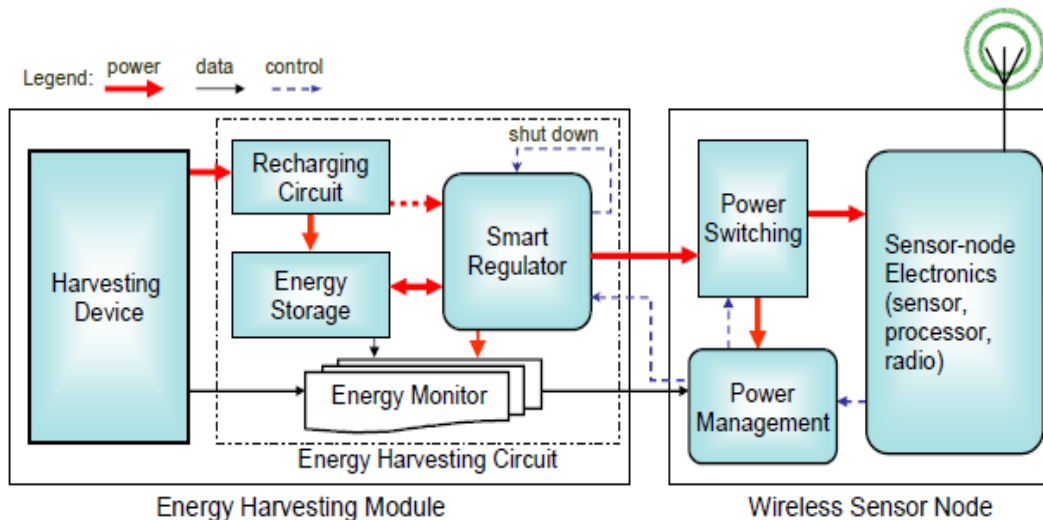 Legend: power data control
shut down
Recharging
Circuit
Smart
Regulator
Harvesting
Device
Energy
Storage
Energy Monitor
Energy Harvesting Circuit
Energy Harvesting Module
Power
Switching
Power
Management
Sensor-node
Electronics
(sensor,
processor,
radio)
Wireless Sensor Node